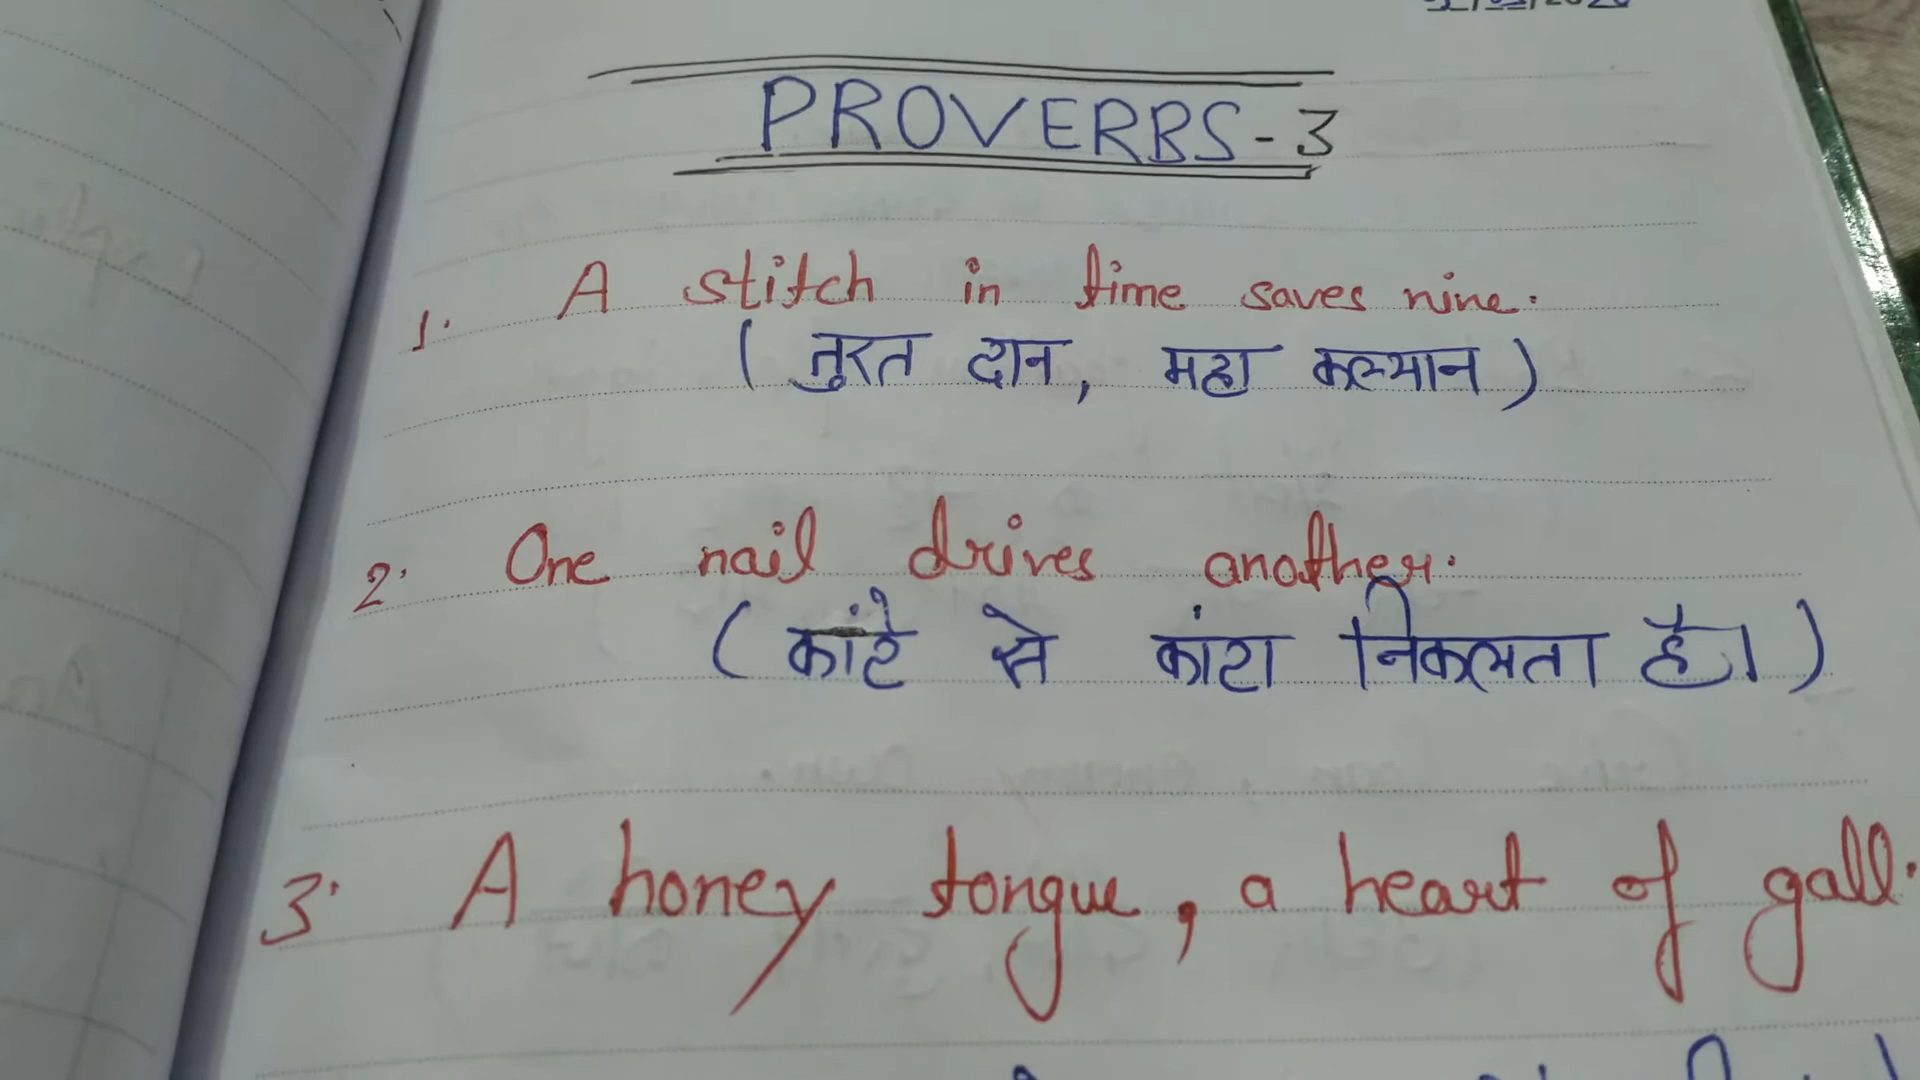 PROVERBS-3
1. A stitch in time saves nine.
( तुरत दान, महा कल्यान )
2. One nail drives another.
( कांटे से कांटा निकलता है। )
3. A honey tongue, a heart of gall.